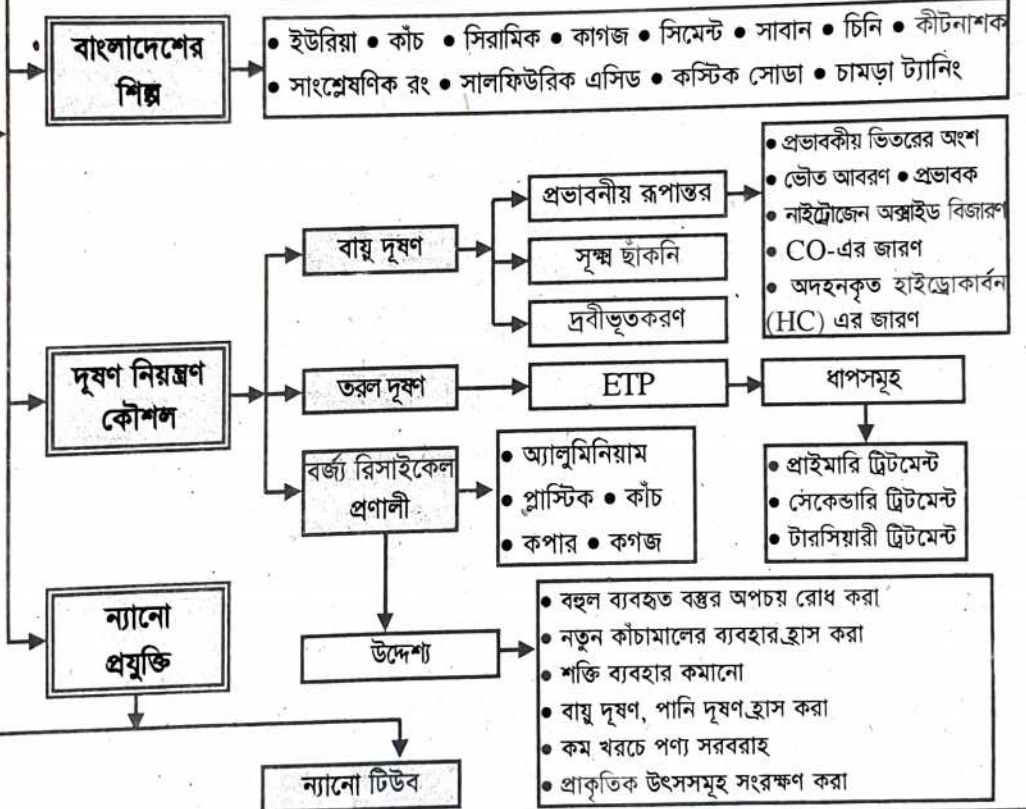 বাংলাদেশের
শিল্প
• ইউরিয়া • কাঁচ • সিরামিক • কাগজ • সিমেন্ট • সাবান • চিনি • কীটনাশক
• সাংশ্লেষণিক রং • সালফিউরিক এসিড • কস্টিক সোডা • চামড়া ট্যানিং
দূষণ নিয়ন্ত্রণ
কৌশল
বায়ু দূষণ
প্রভাবনীয় রূপান্তর
সূক্ষ্ম ছাঁকনি
দ্রবীভূতকরণ
• প্রভাবকীয় ভিতরের অংশ
• ভৌত আবরণ • প্রভাবক
• নাইট্রোজেন অক্সাইড বিজারণ
• CO-এর জারণ
• অদহনকৃত হাইড্রোকার্বন
(HC) এর জারণ
তরল দূষণ
ETP
ধাপসমূহ
• প্রাইমারি ট্রিটমেন্ট
• সেকেন্ডারি ট্রিটমেন্ট
• টারসিয়ারী ট্রিটমেন্ট
বর্জ্য রিসাইকেল
প্রণালী
• অ্যালুমিনিয়াম
• প্লাস্টিক • কাঁচ
• কপার • কগজ
উদ্দেশ্য
• বহুল ব্যবহৃত বস্তুর অপচয় রোধ করা
• নতুন কাঁচামালের ব্যবহার হ্রাস করা
• শক্তি ব্যবহার কমানো
• বায়ু দূষণ, পানি দূষণ হ্রাস করা
• কম খরচে পণ্য সরবরাহ
• প্রাকৃতিক উৎসসমূহ সংরক্ষণ করা
ন্যানো
প্রযুক্তি
ন্যানো টিউব